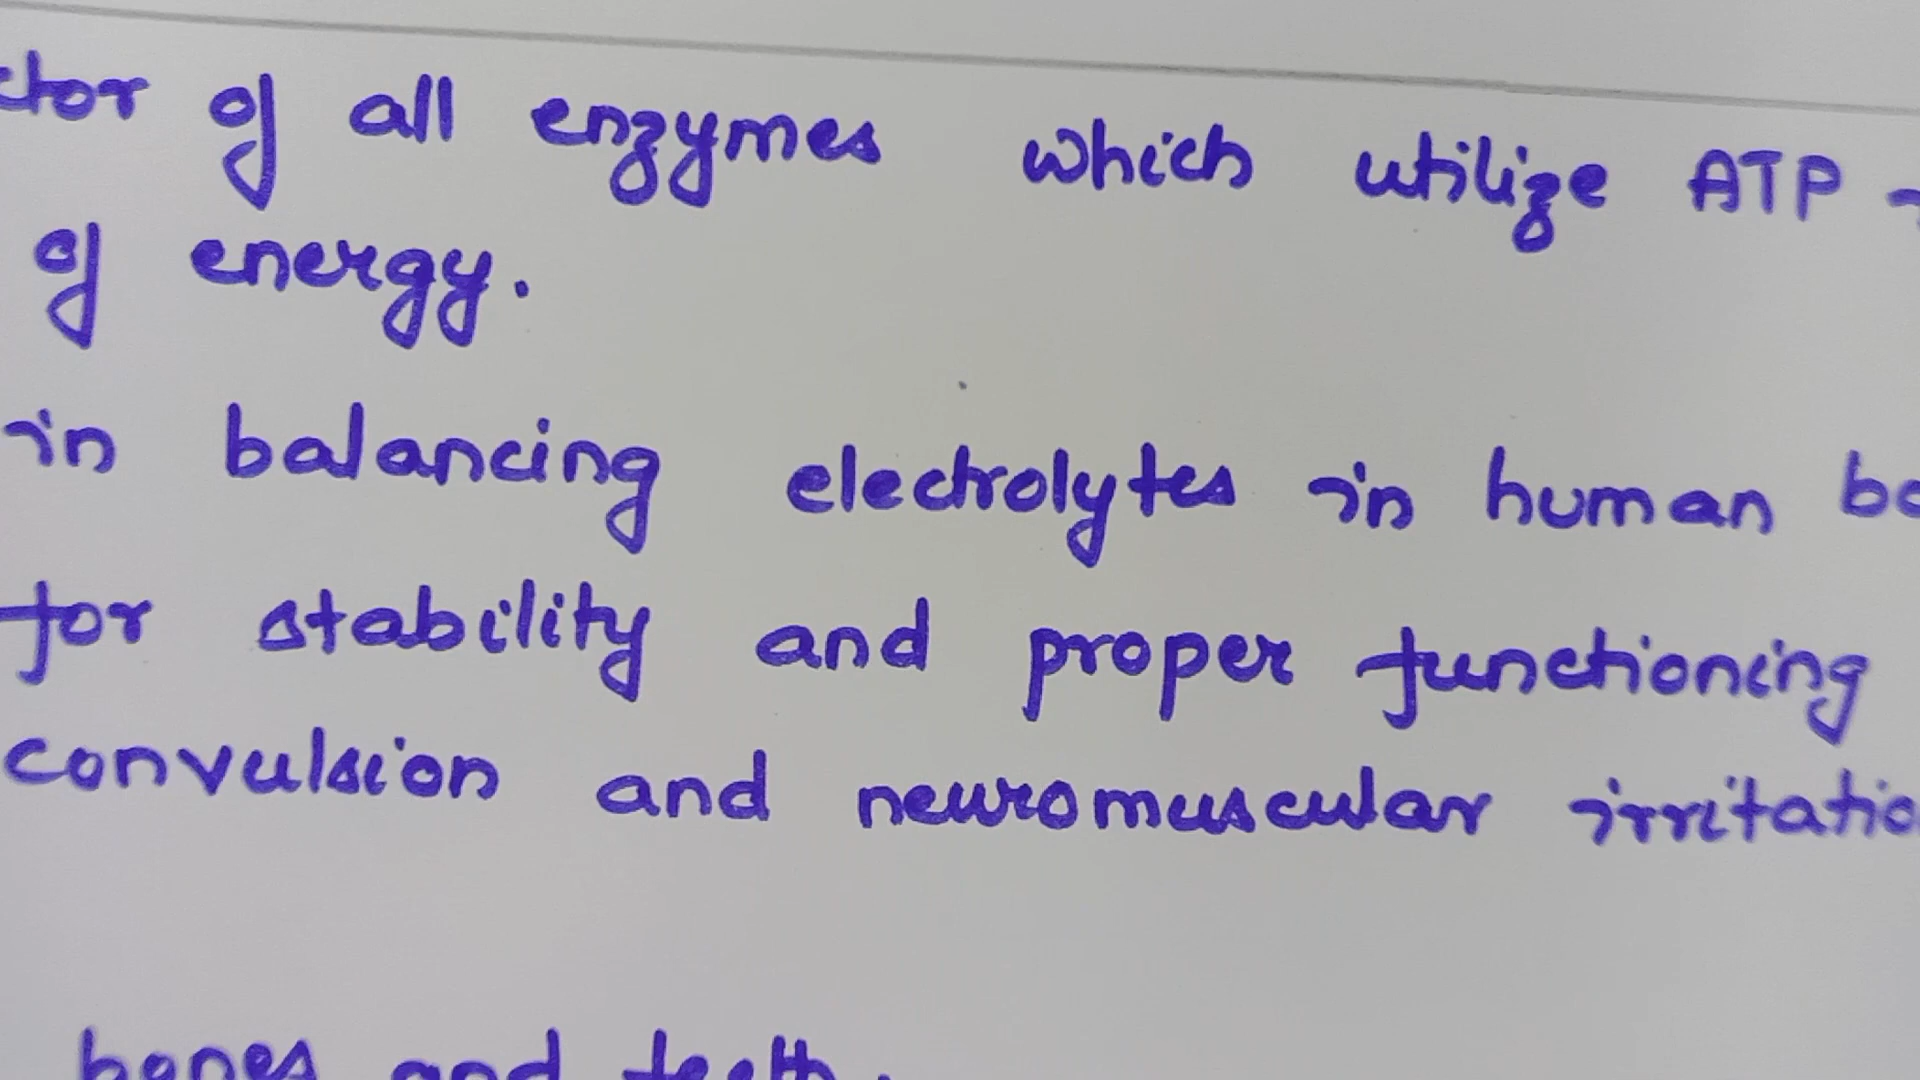 ctor of all enzymes which utilize ATP
of energy.
in balancing electrolytes in human bo
for stability and proper functioning
convulsion and neuromuscular irritatio
bones and teeth.